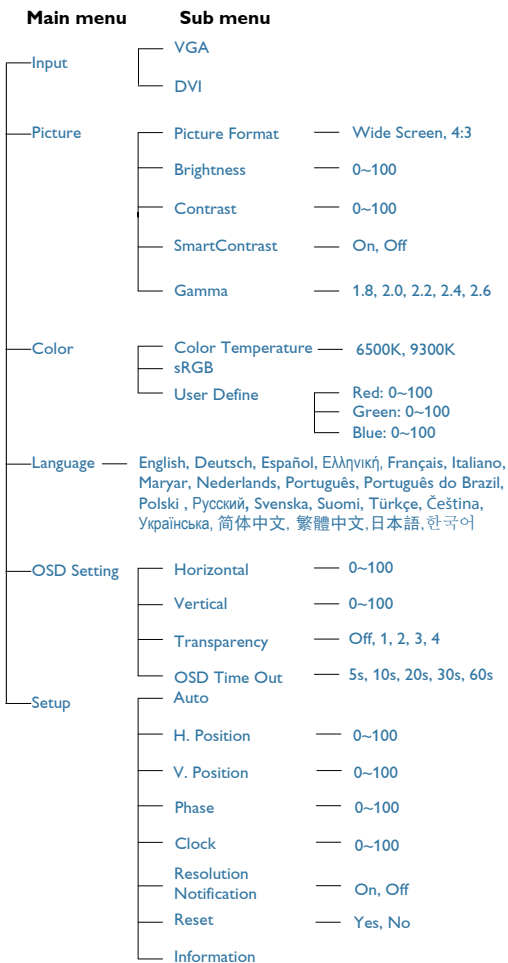 Main menu Sub menu
VGA
Input
DVI
Picture Picture Format Wide Screen, 4:3
Brightness 0~100
Contrast 0~100
SmartContrast On, Off
Gamma 1.8, 2.0, 2.2, 2.4, 2.6
Color Color Temperature 6500K, 9300K
sRGB
User Define Red: 0~100
Green: 0~100
Blue: 0~100
Language English, Deutsch, Español, Ελληνική, Français, Italiano,
Maryar, Nederlands, Português, Português do Brazil,
Polski , Русский, Svenska, Suomi, Türkçe, Čeština,
Українська, 简体中文, 繁體中文,日本語,한국어
OSD Setting Horizontal 0~100
Vertical 0~100
Transparency Off, 1, 2, 3, 4
OSD Time Out 5s, 10s, 20s, 30s, 60s
Setup Auto
H. Position 0~100
V. Position 0~100
Phase 0~100
Clock 0~100
Resolution
Notification On, Off
Reset Yes, No
Information